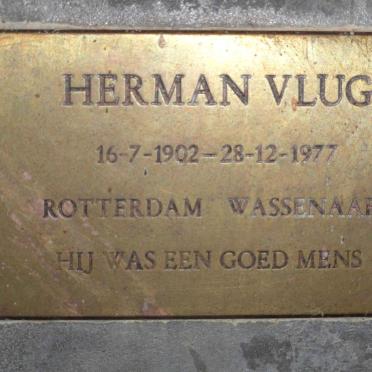 HERMAN VLUG
16-7-1902-28-12-1977
ROTTERDAM WASSENAAR
HIJ WAS EEN GOED MENS